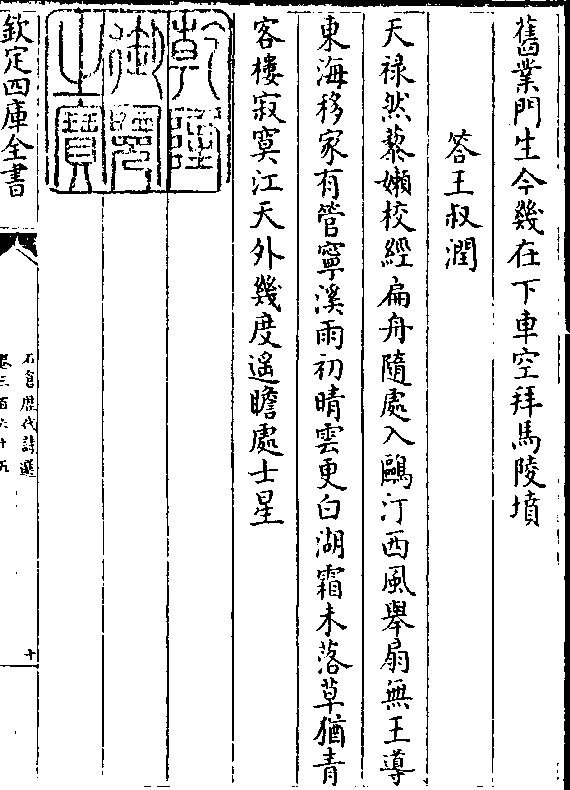 舊業門生今幾在下車空拜馬陵墳
答王叔潤
天禄然藜嬾校經扁舟隨處入鷗汀西風舉扇無王導
東海移家有管寧溪雨初晴雲更白湖霜未落草猶青
客樓寂寞江天外幾度遥瞻處士星
乾隆御覽之寶
欽定四庫全書
石倉歷代詩選
卷三百六十五
十